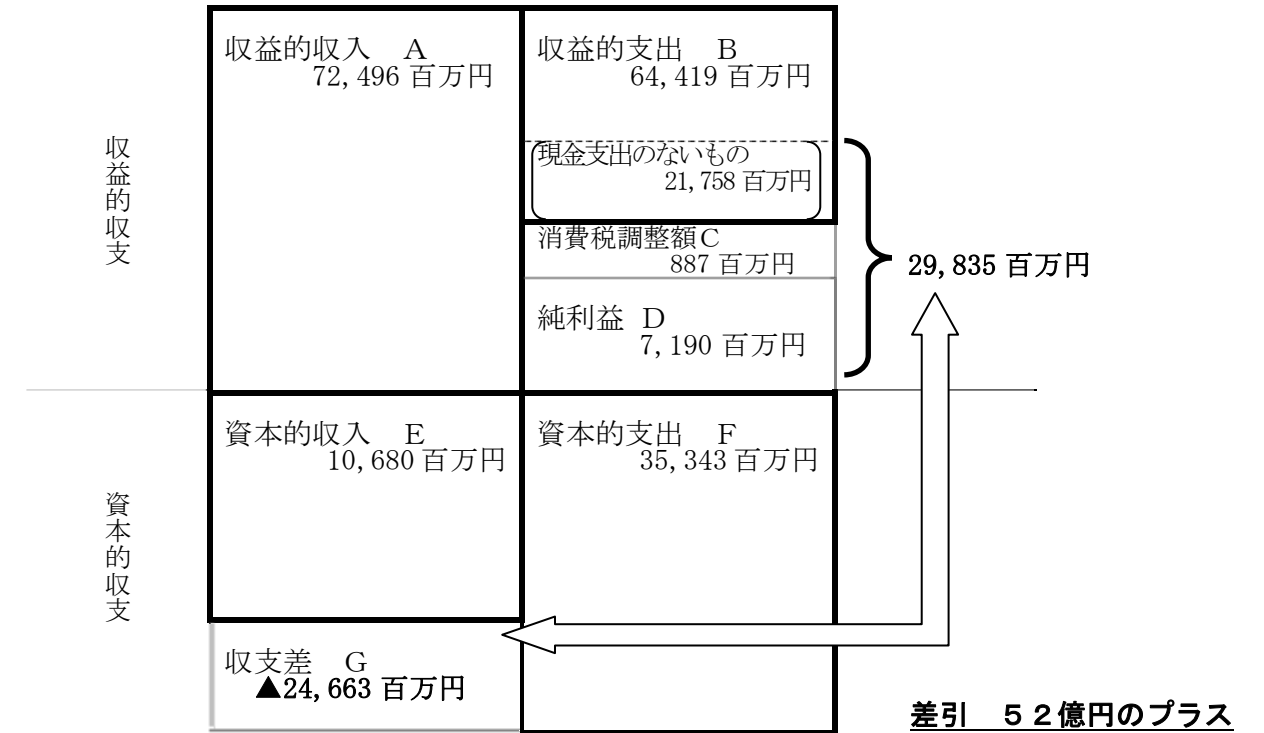 収益的収支
収益的収入　A
72,496 百万円
収益的支出　B
64,419 百万円
現金支出のないもの
21,758 百万円
消費税調整額C
887 百万円
純利益　D
7,190 百万円
29,835 百万円
資本的収支
資本的収入　E
10,680 百万円
資本的支出　F
35,343 百万円
収支差　G
▲24,663 百万円
差引　５２億円のプラス